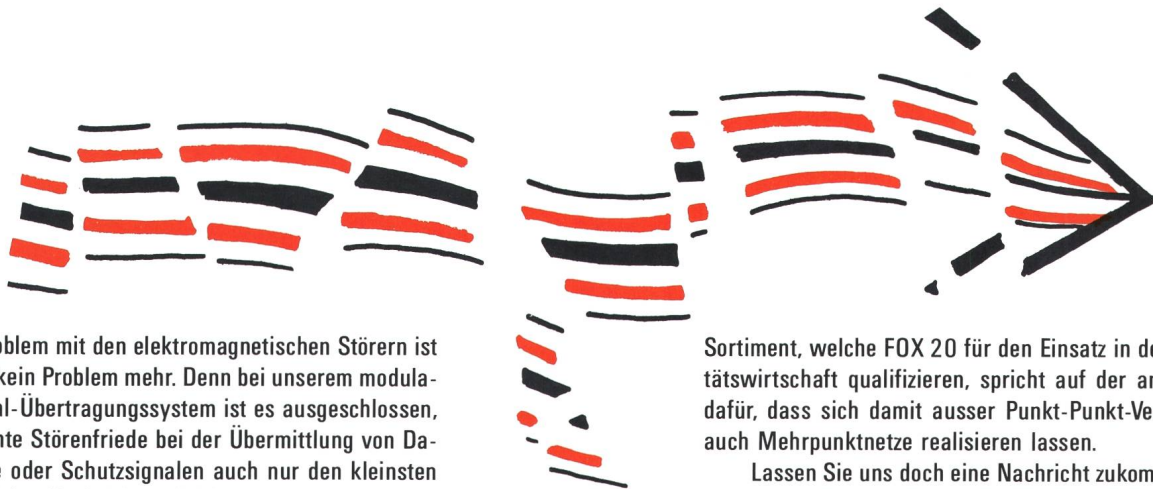 oblem mit den elektromagnetischen Störern ist
kein Problem mehr. Denn bei unserem modula-
al-Übertragungssystem ist es ausgeschlossen,
nte Störenfriede bei der Übermittlung von Da-
e oder Schutzsignalen auch nur den kleinsten
Sortiment, welche FOX 20 für den Einsatz in de
tätswirtschaft qualifizieren, spricht auf der an
dafür, dass sich damit ausser Punkt-Punkt-Ve
auch Mehrpunktnetze realisieren lassen.
Lassen Sie uns doch eine Nachricht zukom